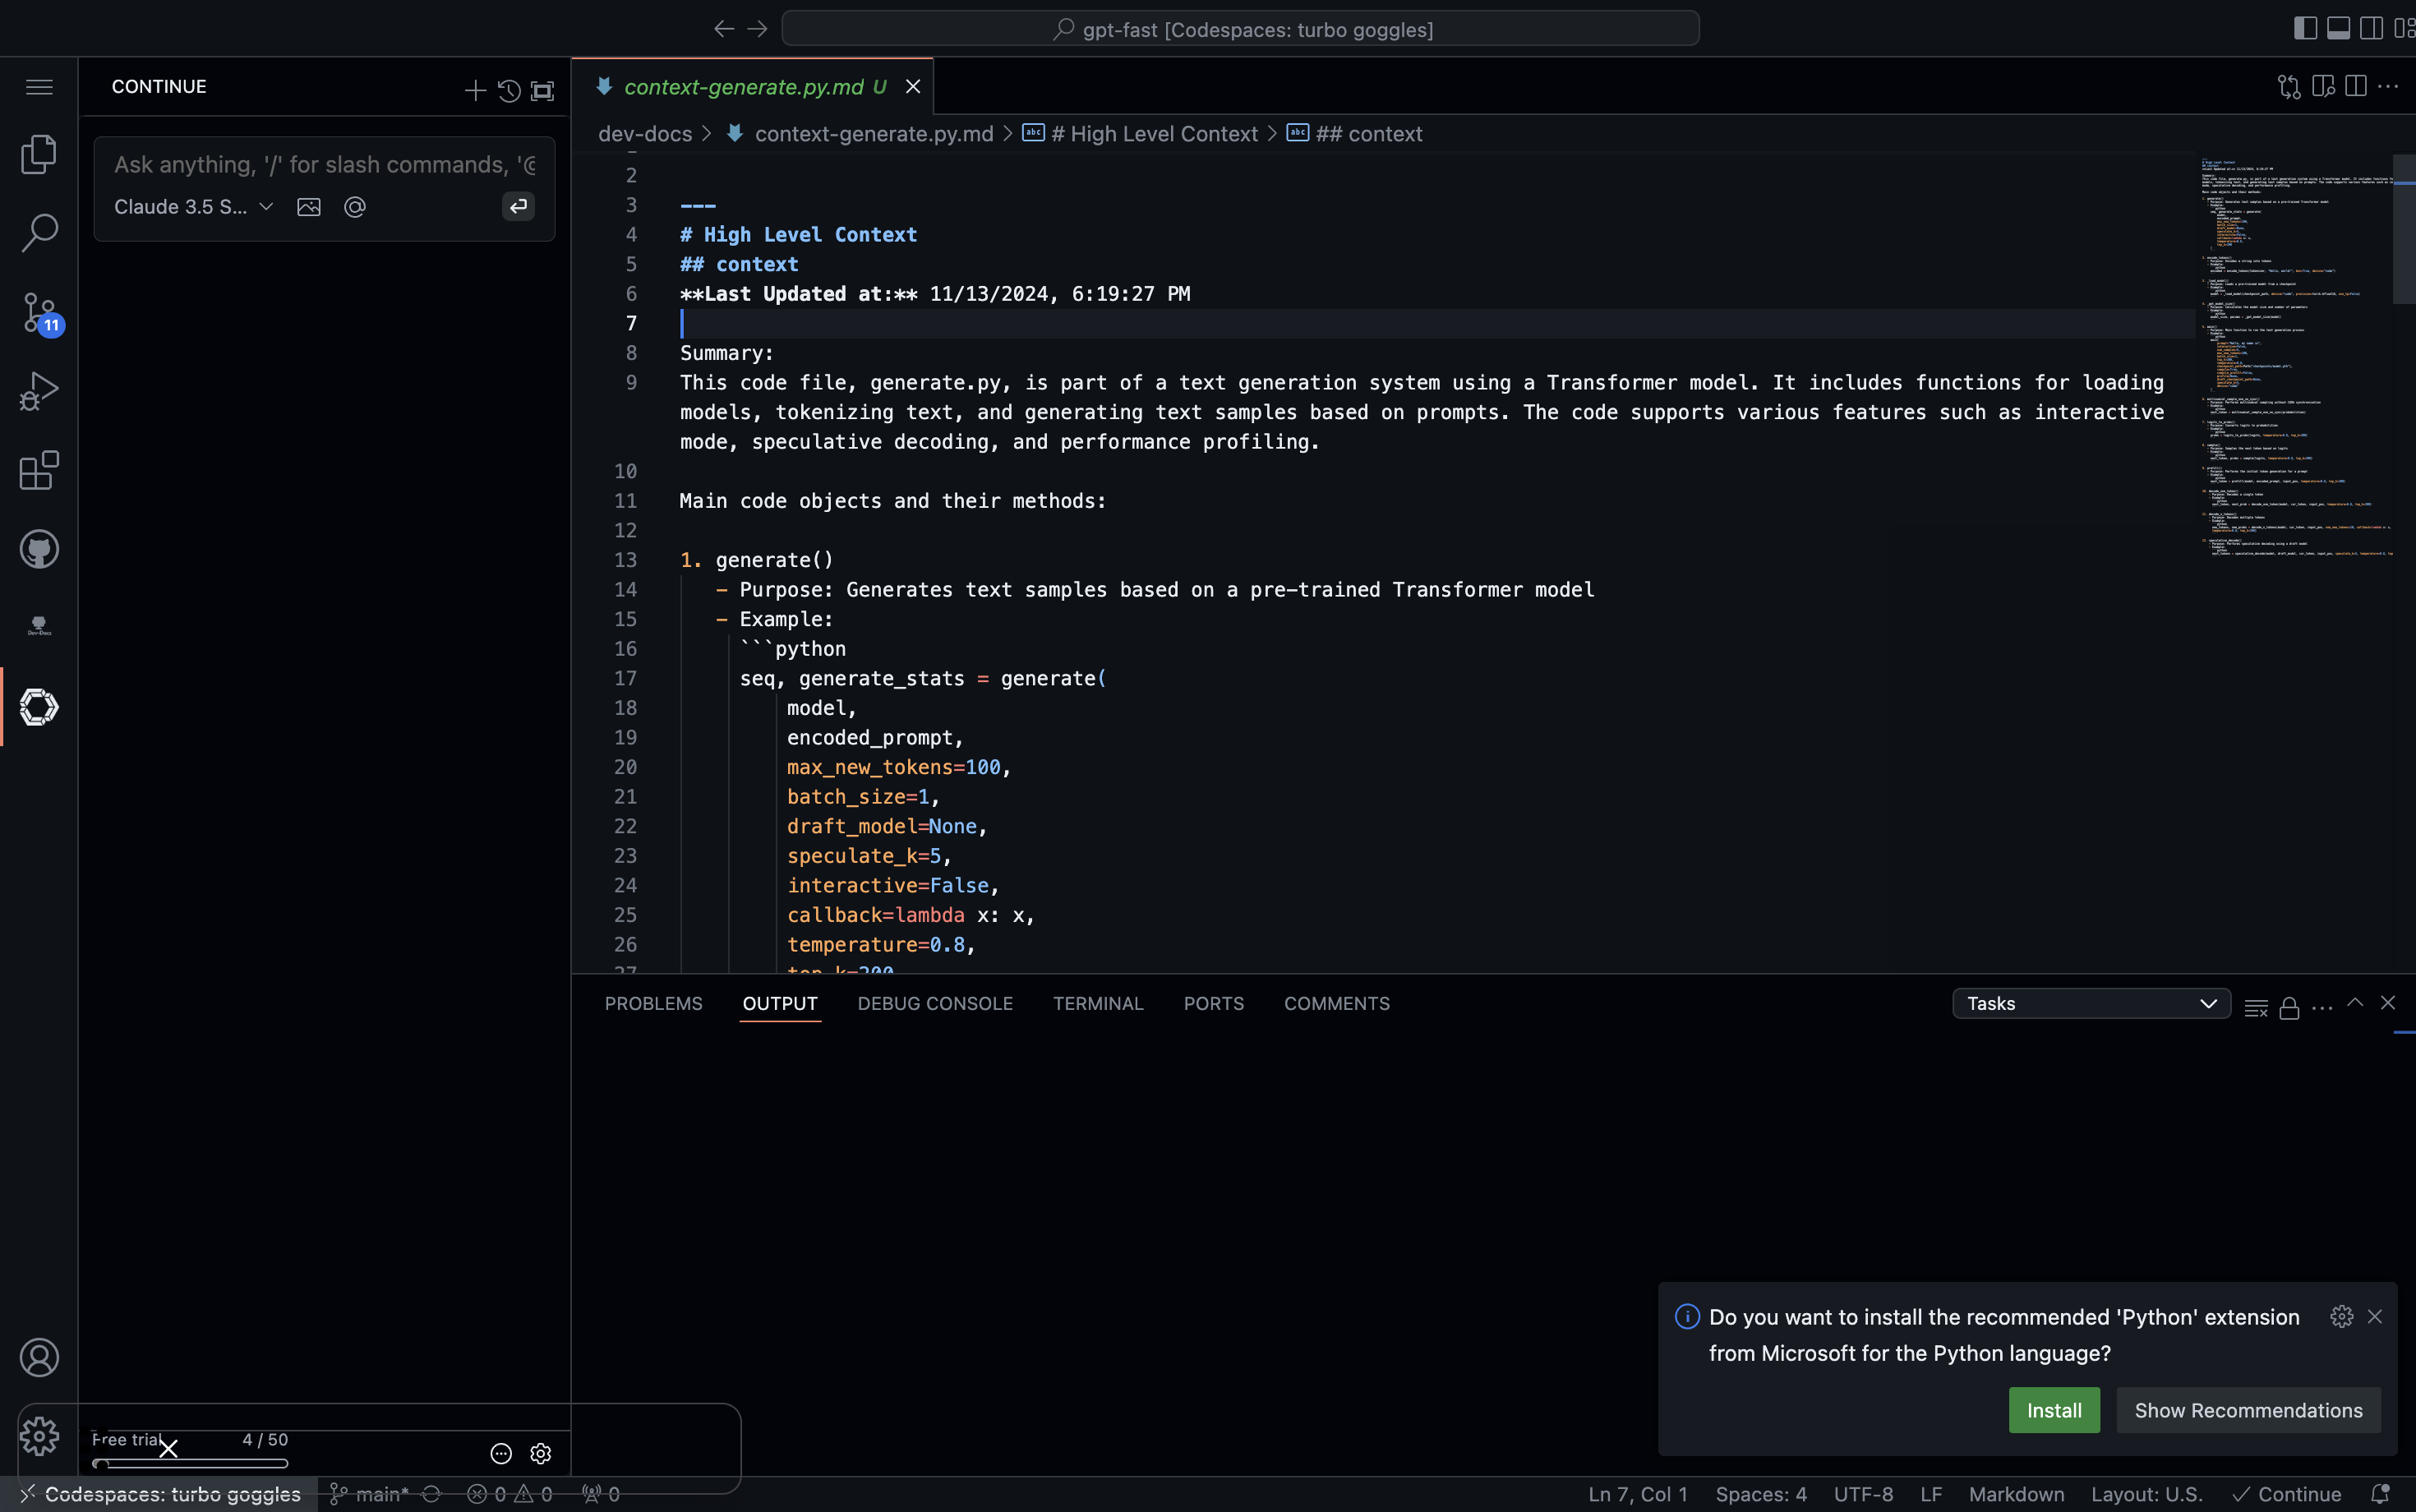 gpt-fast [Codespaces: turbo goggles]
CONTINUE
Ask anything, '/' for slash commands, '@
Claude 3.5 S...
11
Dev-Docs
Free trial
4 / 50
context-generate.py.md U
dev-docs > context-generate.py.md > # High Level Context > ## context
2
3 ---
4 # High Level Context
5 ## context
6 **Last Updated at:** 11/13/2024, 6:19:27 PM
7
8 Summary:
9 This code file, generate.py, is part of a text generation system using a Transformer model. It includes functions for loading
models, tokenizing text, and generating text samples based on prompts. The code supports various features such as interactive
mode, speculative decoding, and performance profiling.
10
11 Main code objects and their methods:
12
13 1. generate()
14 - Purpose: Generates text samples based on a pre-trained Transformer model
15 - Example:
16 ```python
17 seq, generate_stats = generate(
18 model,
19 encoded_prompt,
20 max_new_tokens=100,
21 batch_size=1,
22 draft_model=None,
23 speculate_k=5,
24 interactive=False,
25 callback=lambda x: x,
26 temperature=0.8,
27 top_k=200
PROBLEMS OUTPUT DEBUG CONSOLE TERMINAL PORTS COMMENTS
Tasks
Do you want to install the recommended 'Python' extension
from Microsoft for the Python language?
Install
Show Recommendations
Codespaces: turbo goggles main* 0 0 0
Ln 7, Col 1 Spaces: 4 UTF-8 LF Markdown Layout: U.S. Continue